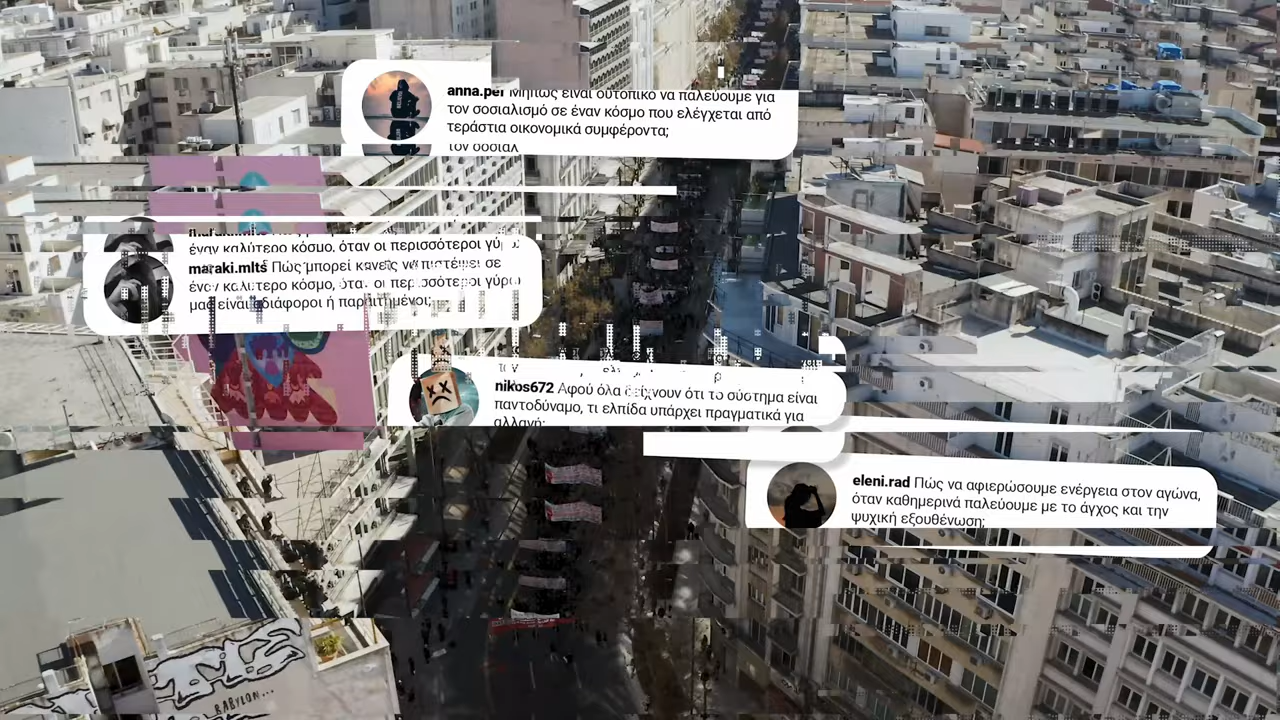 anna.per Μήπως είναι ουτοπικό να παλεύουμε για
τον σοσιαλισμό σε έναν κόσμο που ελέγχεται από
τεράστια οικονομικά συμφέροντα;
τον σοσιαλ
έναν καλύτερο κόσμο, όταν οι περισσότεροι γύρω
maraki.mlts Πώς μπορεί κανείς να πιστέψει σε
έναν καλύτερο κόσμο, όταν οι περισσότεροι γύρω
μας είναι αδιάφοροι ή παραιτημένοι;
nikos672 Αφού όλα δείχνουν ότι το σύστημα είναι
παντοδύναμο, τι ελπίδα υπάρχει πραγματικά για
αλλαγή;
eleni.rad Πώς να αφιερώσουμε ενέργεια στον αγώνα,
όταν καθημερινά παλεύουμε με το άγχος και την
ψυχική εξουθένωση;
BABYLON...